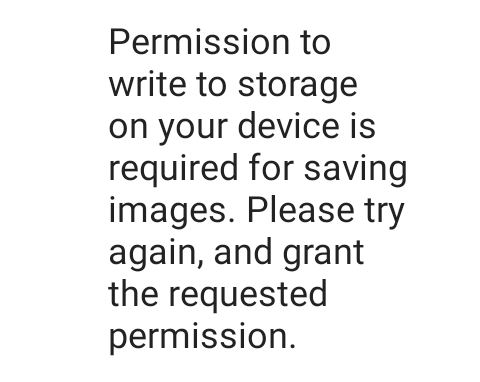 Permission to
write to storage
on your device is
required for saving
images. Please try
again, and grant
the requested
permission.